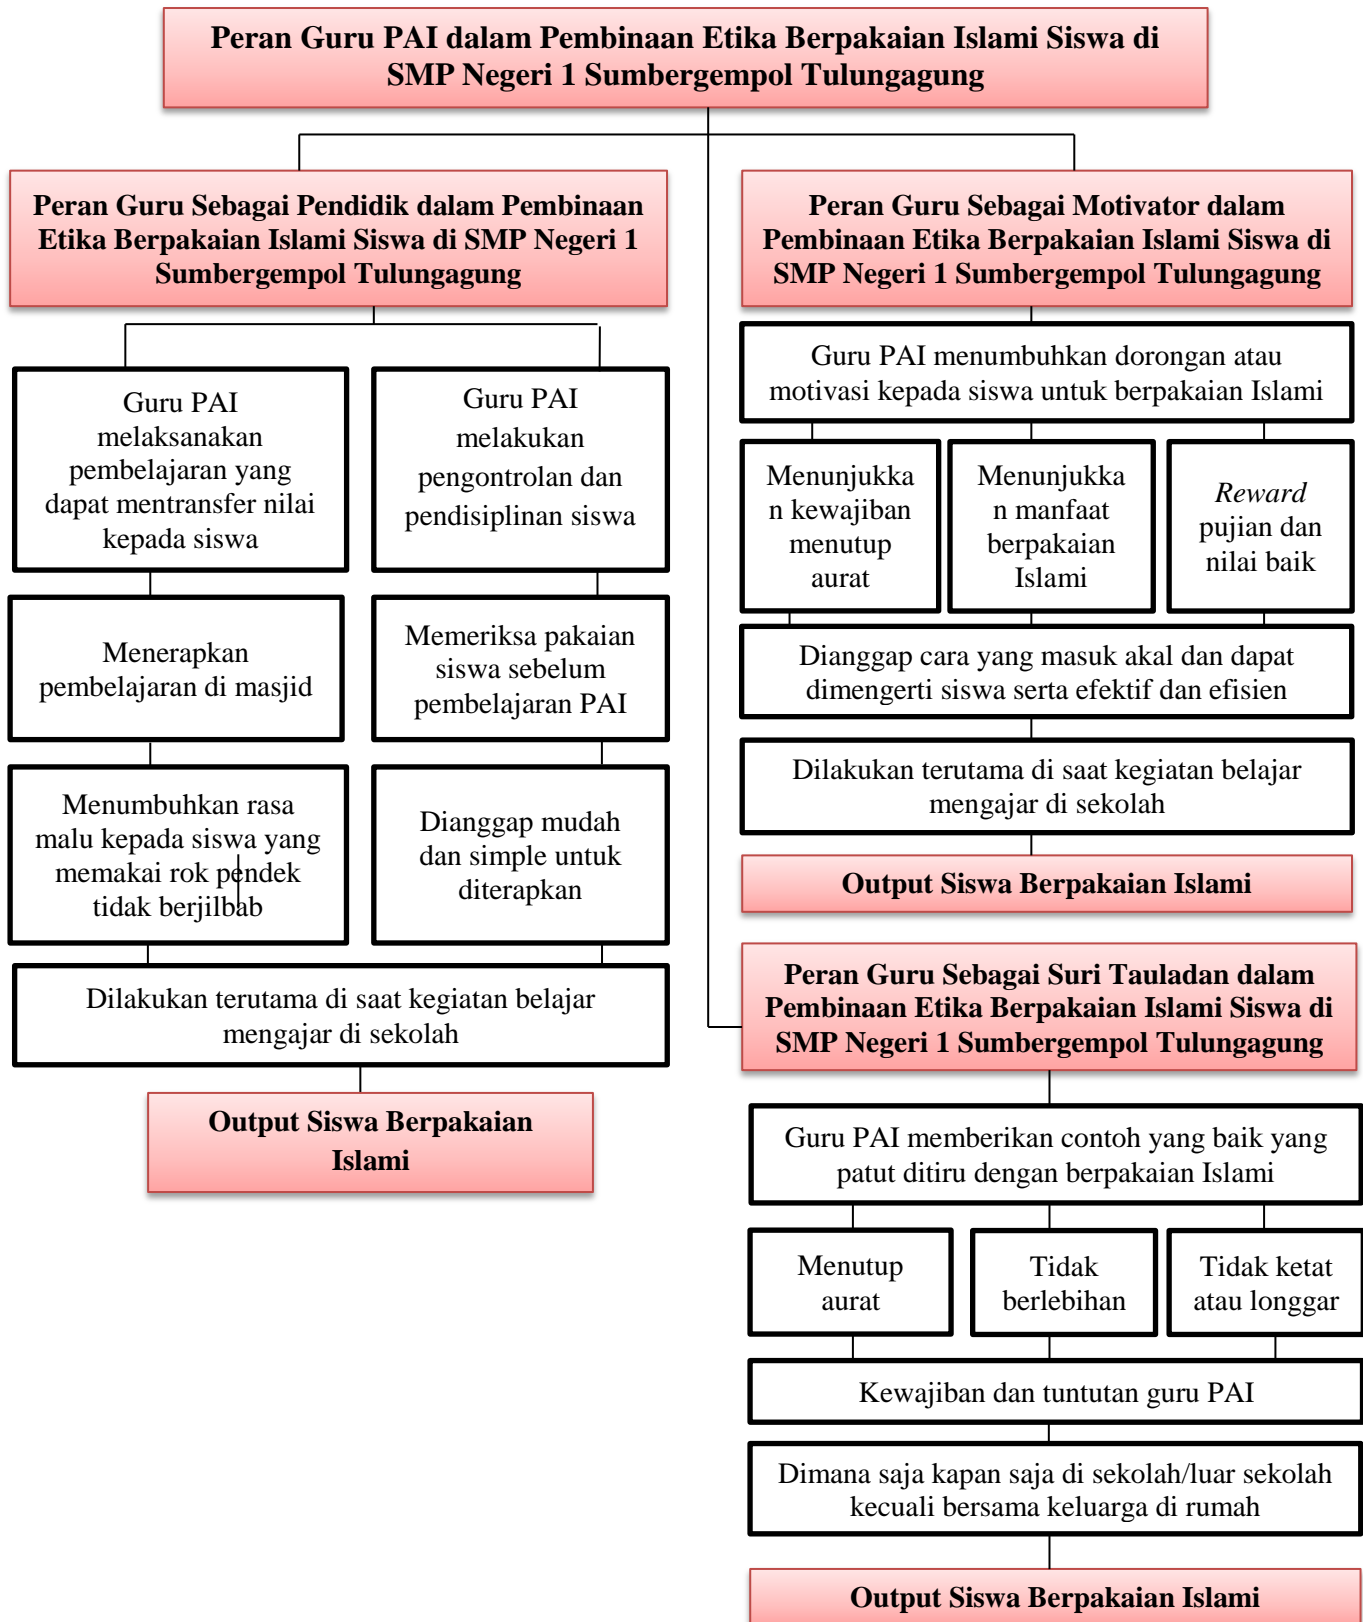 Peran Guru PAI dalam Pembinaan Etika Berpakaian Islami Siswa di
SMP Negeri 1 Sumbergempol Tulungagung
Peran Guru Sebagai Pendidik dalam Pembinaan
Etika Berpakaian Islami Siswa di SMP Negeri 1
Sumbergempol Tulungagung
Guru PAI
melaksanakan
pembelajaran yang
dapat mentransfer nilai
kepada siswa
Guru PAI
melakukan
pengontrolan dan
pendisiplinan siswa
Menerapkan
pembelajaran di masjid
Memeriksa pakaian
siswa sebelum
pembelajaran PAI
Menumbuhkan rasa
malu kepada siswa yang
memakai rok pendek
tidak berjilbab
Dianggap mudah
dan simple untuk
diterapkan
Dilakukan terutama di saat kegiatan belajar
mengajar di sekolah
Output Siswa Berpakaian
Islami
Peran Guru Sebagai Motivator dalam
Pembinaan Etika Berpakaian Islami Siswa di
SMP Negeri 1 Sumbergempol Tulungagung
Guru PAI menumbuhkan dorongan atau
motivasi kepada siswa untuk berpakaian Islami
Menunjukka
n kewajiban
menutup
aurat
Menunjukka
n manfaat
berpakaian
Islami
Reward
pujian dan
nilai baik
Dianggap cara yang masuk akal dan dapat
dimengerti siswa serta efektif dan efisien
Dilakukan terutama di saat kegiatan belajar
mengajar di sekolah
Output Siswa Berpakaian Islami
Peran Guru Sebagai Suri Tauladan dalam
Pembinaan Etika Berpakaian Islami Siswa di
SMP Negeri 1 Sumbergempol Tulungagung
Guru PAI memberikan contoh yang baik yang
patut ditiru dengan berpakaian Islami
Menutup
aurat
Tidak
berlebihan
Tidak ketat
atau longgar
Kewajiban dan tuntutan guru PAI
Dimana saja kapan saja di sekolah/luar sekolah
kecuali bersama keluarga di rumah
Output Siswa Berpakaian Islami